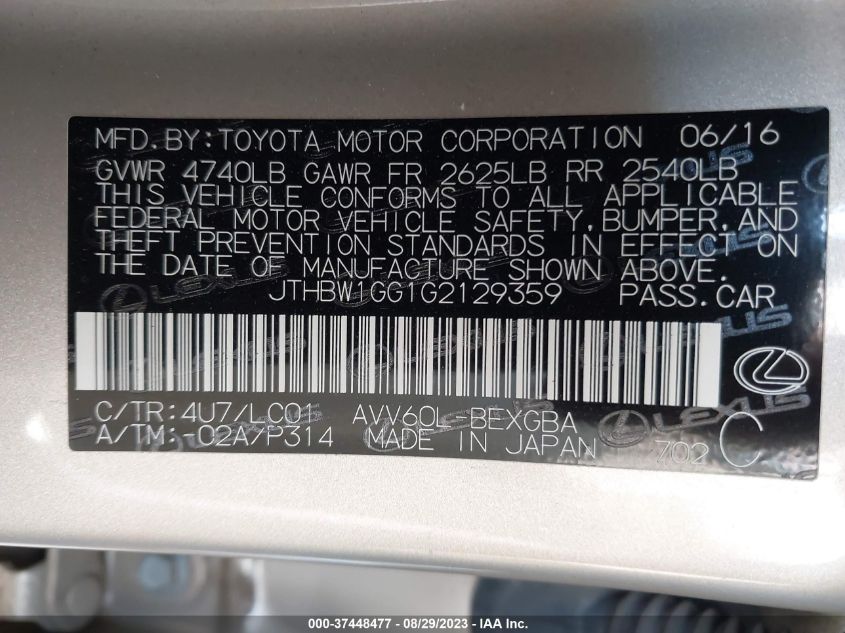 MFD.BY:TOYOTA MOTOR CORPORATION 06/16
GVWR 4740LB GAWR FR 2625LB RR 2540LB
THIS VEHICLE CONFORMS TO ALL APPLICABLE
FEDERAL MOTOR VEHICLE SAFETY,BUMPER,AND
THEFT PREVENTION STANDARDS IN EFFECT ON
THE DATE OF MANUFACTURE SHOWN ABOVE.
JTHBW1GG1G2129359 PASS.CAR
C/TR:4U7/LC01 AVV60L-BEXGBA
A/TM:-02A/P314 MADE IN JAPAN 702 C
LEXUS
000-37448477 - 08/29/2023 - IAA Inc.